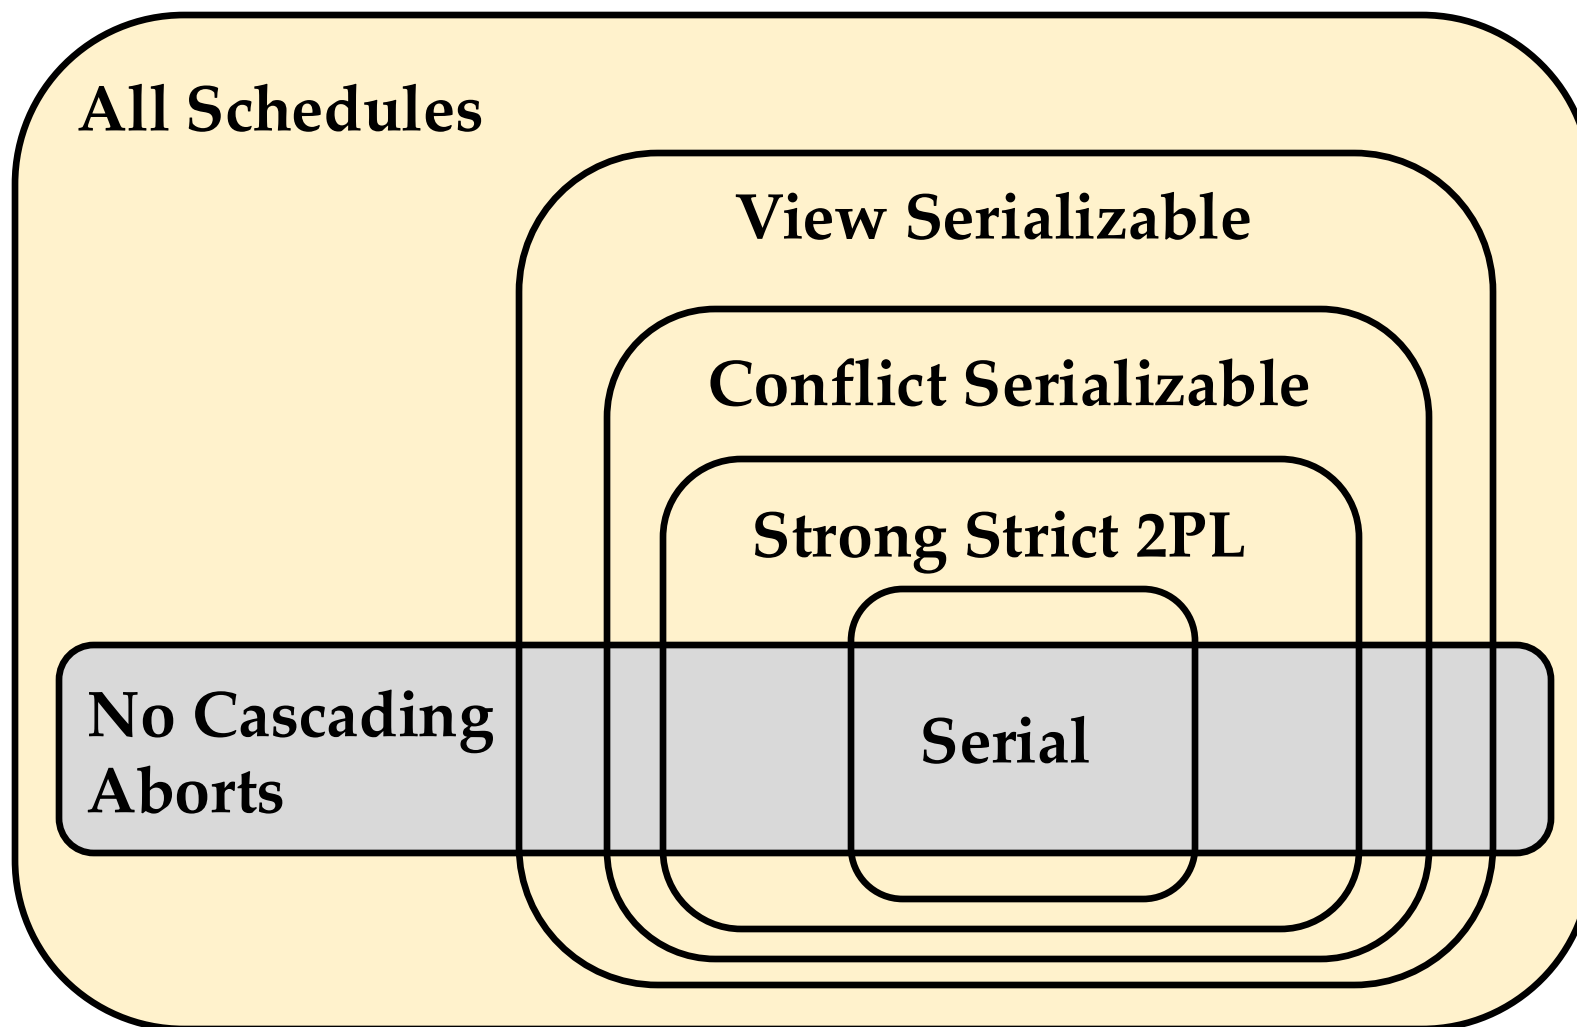 All Schedules
View Serializable
Conflict Serializable
Strong Strict 2PL
No Cascading
Aborts
Serial